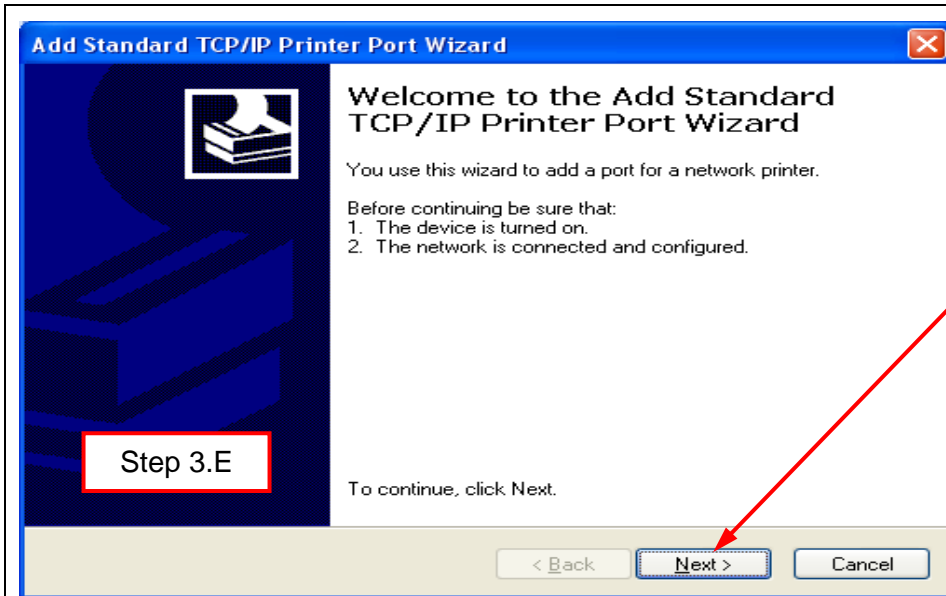 Add Standard TCP/IP Printer Port Wizard
Welcome to the Add Standard
TCP/IP Printer Port Wizard
You use this wizard to add a port for a network printer.
Before continuing be sure that:
1. The device is turned on.
2. The network is connected and configured.
Step 3.E
To continue, click Next.
< Back
Next >
Cancel